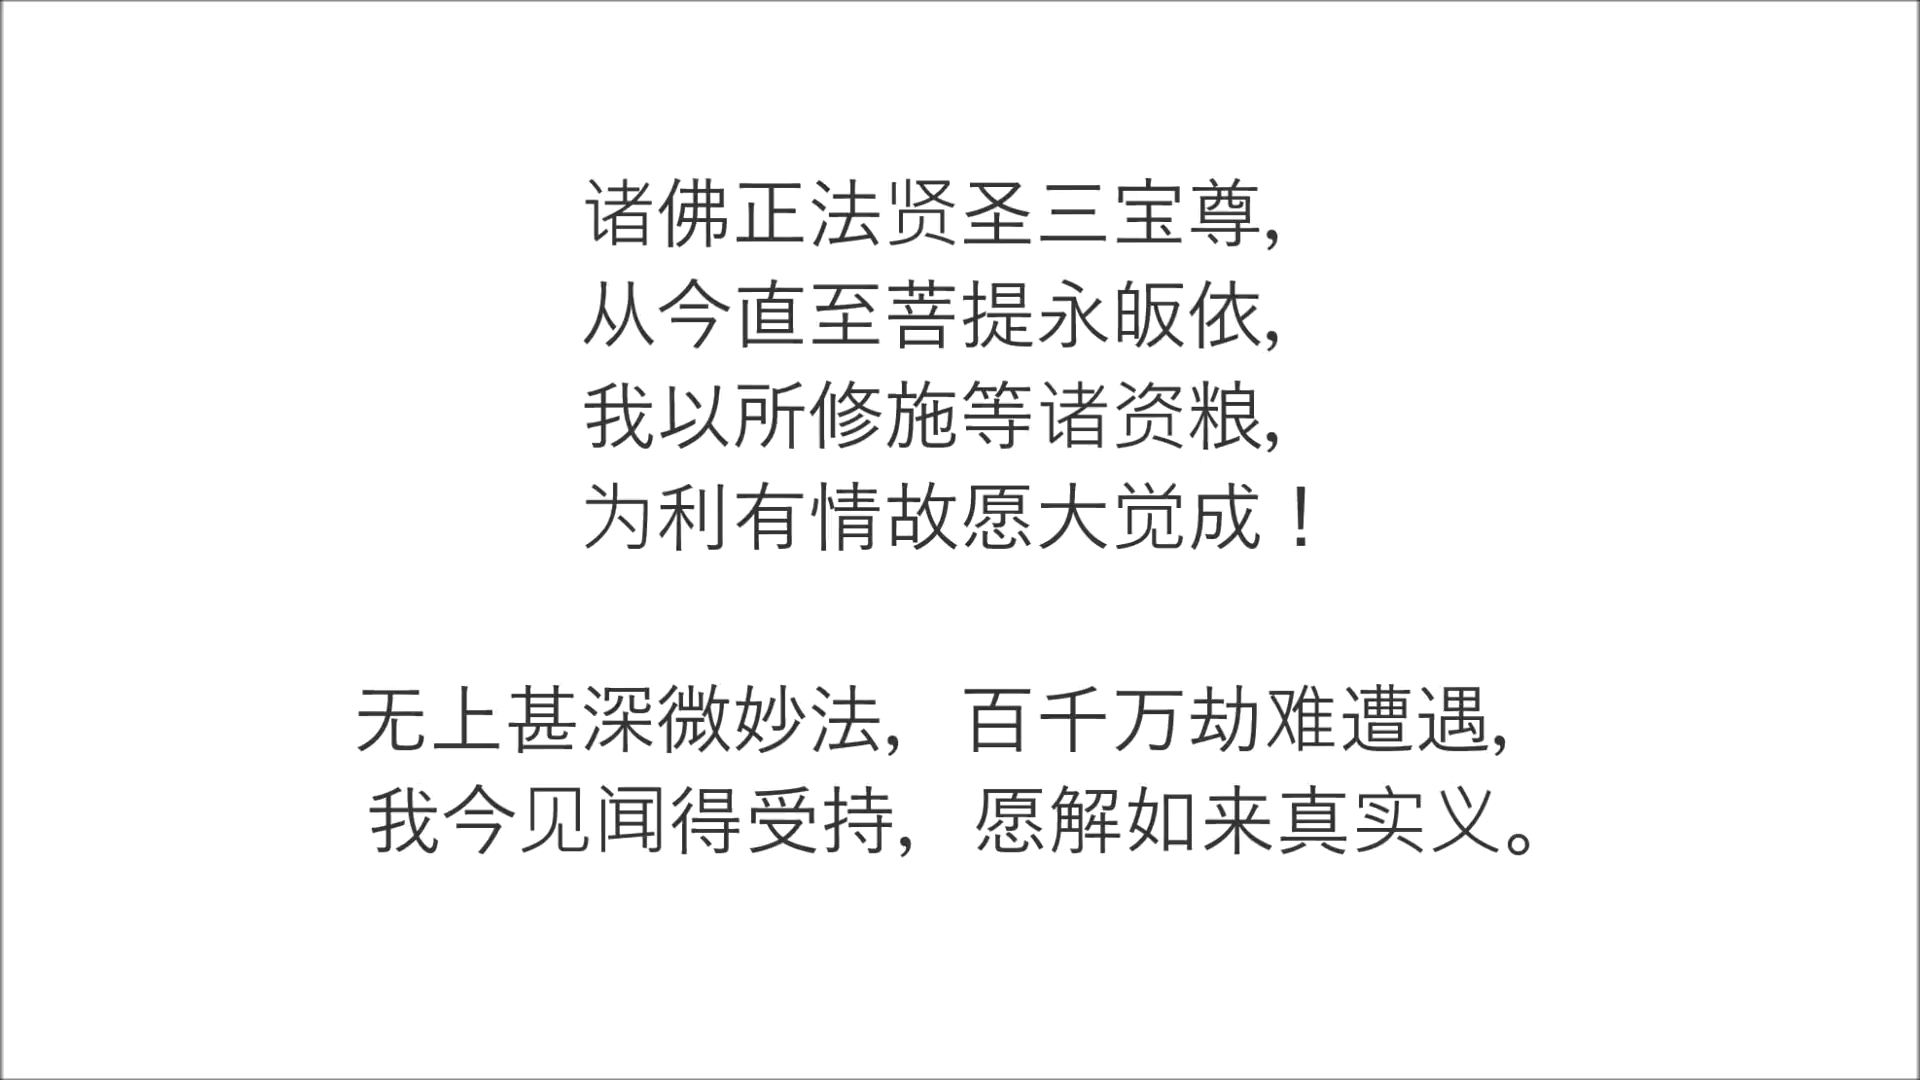 诸佛正法贤圣三宝尊,
从今直至菩提永皈依,
我以所修施等诸资粮,
为利有情故愿大觉成！
无上甚深微妙法, 百千万劫难遭遇,
我今见闻得受持, 愿解如来真实义。